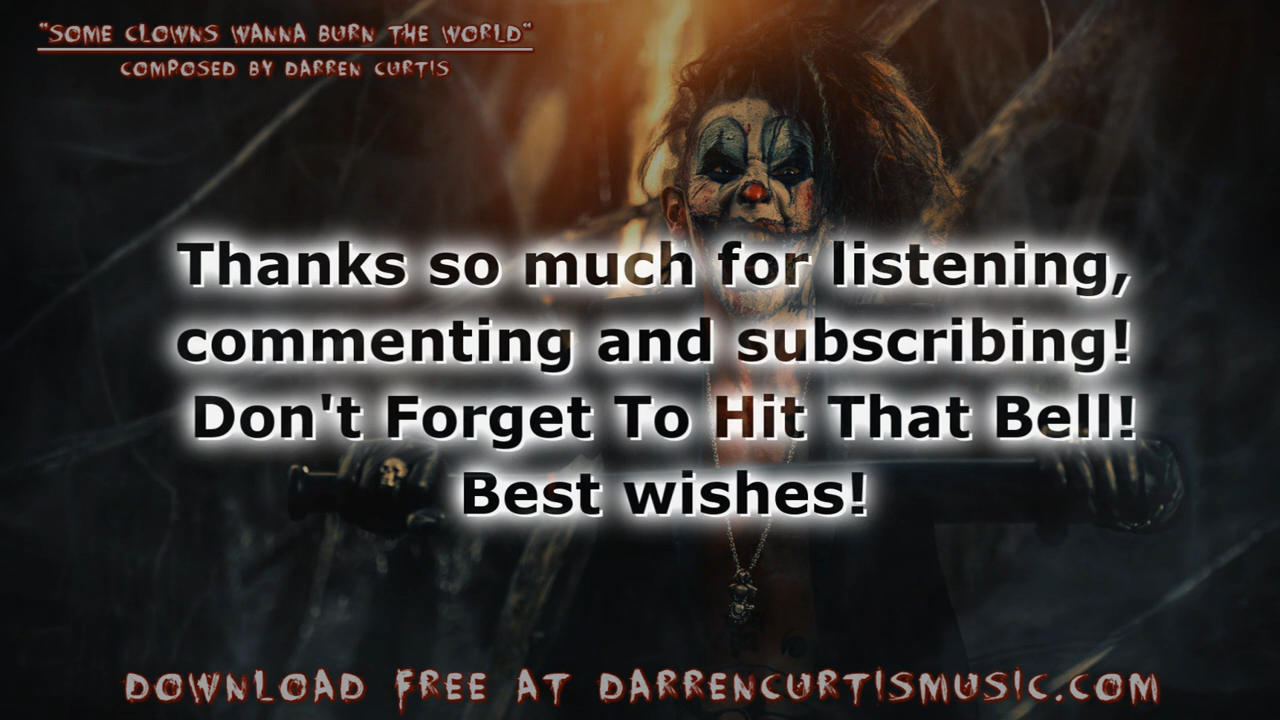 "SOME CLOWNS WANNA BURN THE WORLD"
COMPOSED BY DARREN CURTIS
Thanks so much for listening,
commenting and subscribing!
Don't Forget To Hit That Bell!
Best wishes!
DOWNLOAD FREE AT DARRENCURTISMUSIC.COM